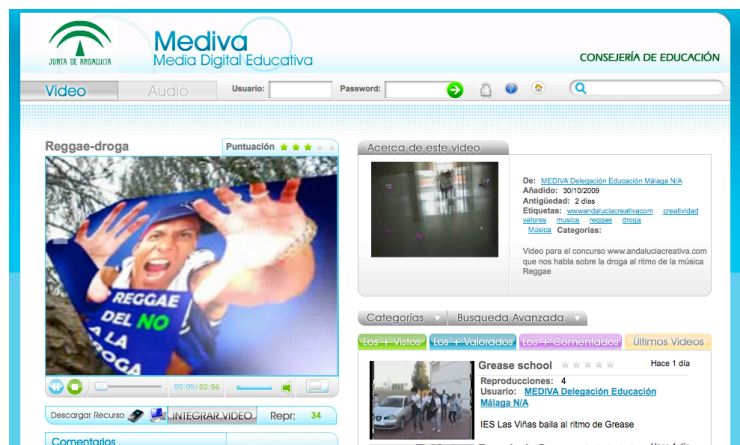 JUNTA DE ANDALUCIA
Mediva
Media Digital Educativa
CONSEJERÍA DE EDUCACIÓN
Video
Audio
Usuario:
Password:
Reggae-droga
Puntuación
REGGAE
DEL NO
A LA
DROGA
00:09/02:56
Descargar Recurso
INTEGRAR VIDEO
Repr: 34
Comentarios
Acerca de este video
De: MEDIVA Delegación Educación Málaga N/A
Añadido: 30/10/2009
Antigüedad: 2 dias
Etiquetas: wwwandaluciacreativacom creatividad
valores musica reggae droga
Música Categorias:
Video para el concurso www.andaluciacreativa.com
que nos habla sobre la droga al ritmo de la música
Reggae
Categorías
Busqueda Avanzada
Los + Vistos
Los + Valorados
Los + Comentados
Últimos Videos
Grease school
Hace 1 día
Reproducciones: 4
Usuario: MEDIVA Delegación Educación
Málaga N/A
IES Las Viñas baila al ritmo de Grease